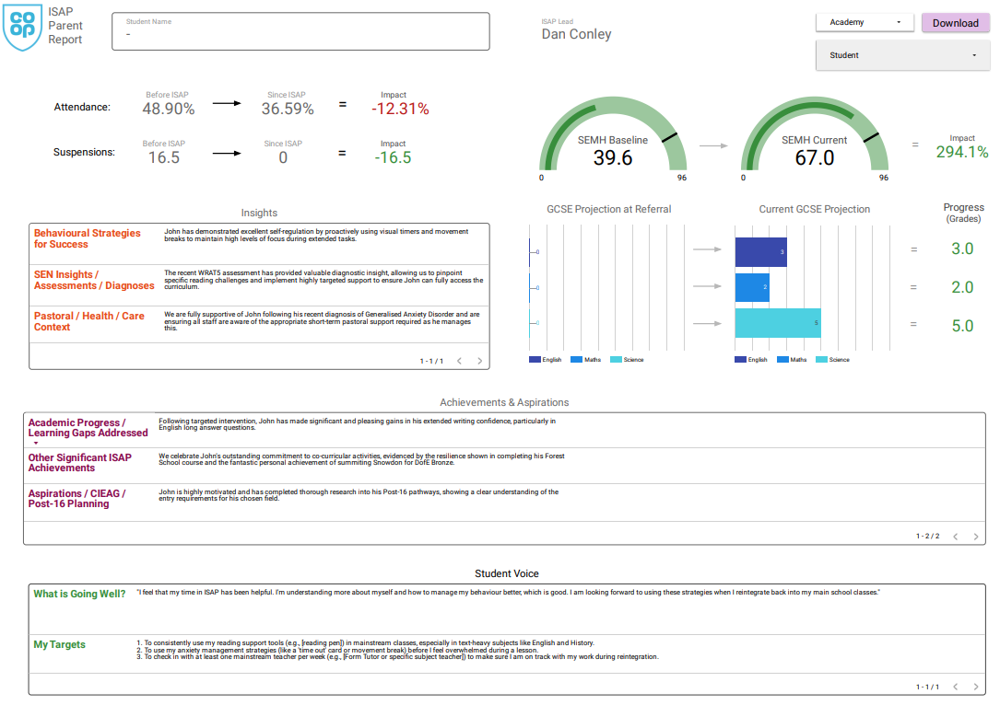 co
op
ISAP
Parent
Report
Student Name
-
ISAP Lead
Dan Conley
Academy
Download
Student
Attendance:
Before ISAP
48.90%
Since ISAP
36.59%
=
Impact
-12.31%
Suspensions:
Before ISAP
16.5
Since ISAP
0
=
Impact
-16.5
SEMH Baseline
39.6
0
96
SEMH Current
67.0
0
96
=
Impact
294.1%
Insights
Behavioural Strategies
for Success
John has demonstrated excellent self-regulation by proactively using visual timers and movement
breaks to maintain high levels of focus during extended tasks.
SEN Insights /
Assessments / Diagnoses
The recent WRAT5 assessment has provided valuable diagnostic insight, allowing us to pinpoint
specific reading challenges and implement highly targeted support to ensure John can fully access the
curriculum.
Pastoral / Health / Care
Context
We are fully supportive of John following his recent diagnosis of Generalised Anxiety Disorder and are
ensuring all staff are aware of the appropriate short-term pastoral support required as he manages
this.
1 - 1 / 1
GCSE Projection at Referral
0
0
0
English
Maths
Science
Current GCSE Projection
3
2
5
English
Maths
Science
Progress
(Grades)
= 3.0
= 2.0
= 5.0
Achievements & Aspirations
Academic Progress /
Learning Gaps Addressed
Following targeted intervention, John has made significant and pleasing gains in his extended writing confidence, particularly in
English long answer questions.
Other Significant ISAP
Achievements
We celebrate John's outstanding commitment to co-curricular activities, evidenced by the resilience shown in completing his Forest
School course and the fantastic personal achievement of summiting Snowdon for DofE Bronze.
Aspirations / CIEAG /
Post-16 Planning
John is highly motivated and has completed thorough research into his Post-16 pathways, showing a clear understanding of the
entry requirements for his chosen field.
1 - 2 / 2
Student Voice
What is Going Well?
"I feel that my time in ISAP has been helpful. I'm understanding more about myself and how to manage my behaviour better, which is good. I am looking forward to using these strategies when I reintegrate back into my main school classes."
My Targets
1. To consistently use my reading support tools (e.g., [reading pen]) in mainstream classes, especially in text-heavy subjects like English and History.
2. To use my anxiety management strategies (like a 'time out' card or movement break) before I feel overwhelmed during a lesson.
3. To check in with at least one mainstream teacher per week (e.g., [Form Tutor or specific subject teacher]) to make sure I am on track with my work during reintegration.
1 - 1 / 1